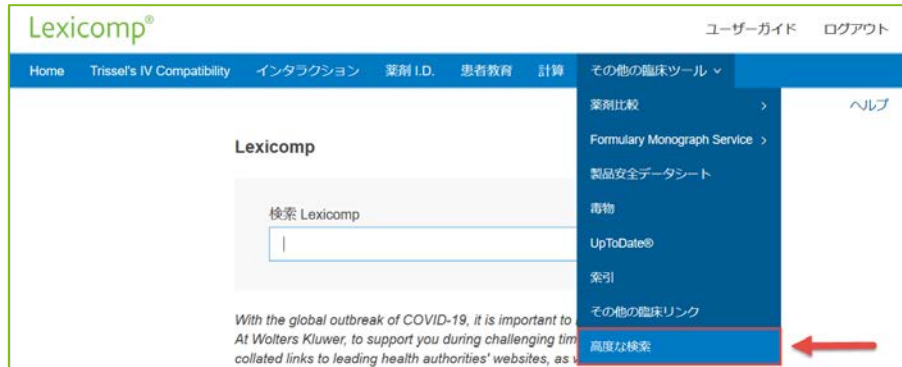 Lexicomp®
ユーザーガイド ログアウト
Home Trissel's IV Compatibility インタラクション 薬剤 I.D. 患者教育 計算 その他の臨床ツール
薬剤比較
ヘルプ
Formulary Monograph Service
Lexicomp
製品安全データシート
検索 Lexicomp
毒物
UpToDate®
索引
その他の臨床リンク
With the global outbreak of COVID-19, it is important to
At Wolters Kluwer, to support you during challenging tim
高度な検索
collated links to leading health authorities' websites, as